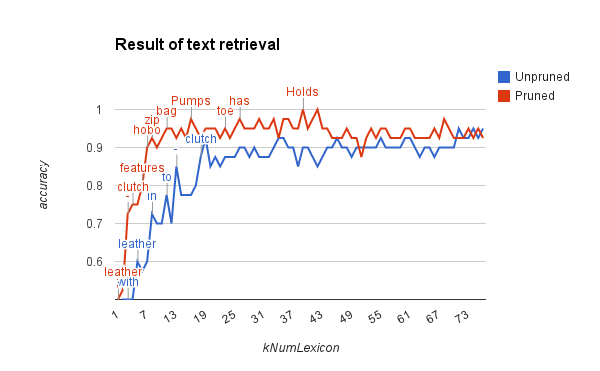 Result of text retrieval
Unpruned
Pruned
Holds
Pumps
has
bag
toe
zip
hobo
clutch
-
features
to
clutch
-
in
leather
leather
with
1
0.9
0.8
0.7
0.6
accuracy
1
7
13
19
25
31
37
43
49
55
61
67
73
kNumLexicon